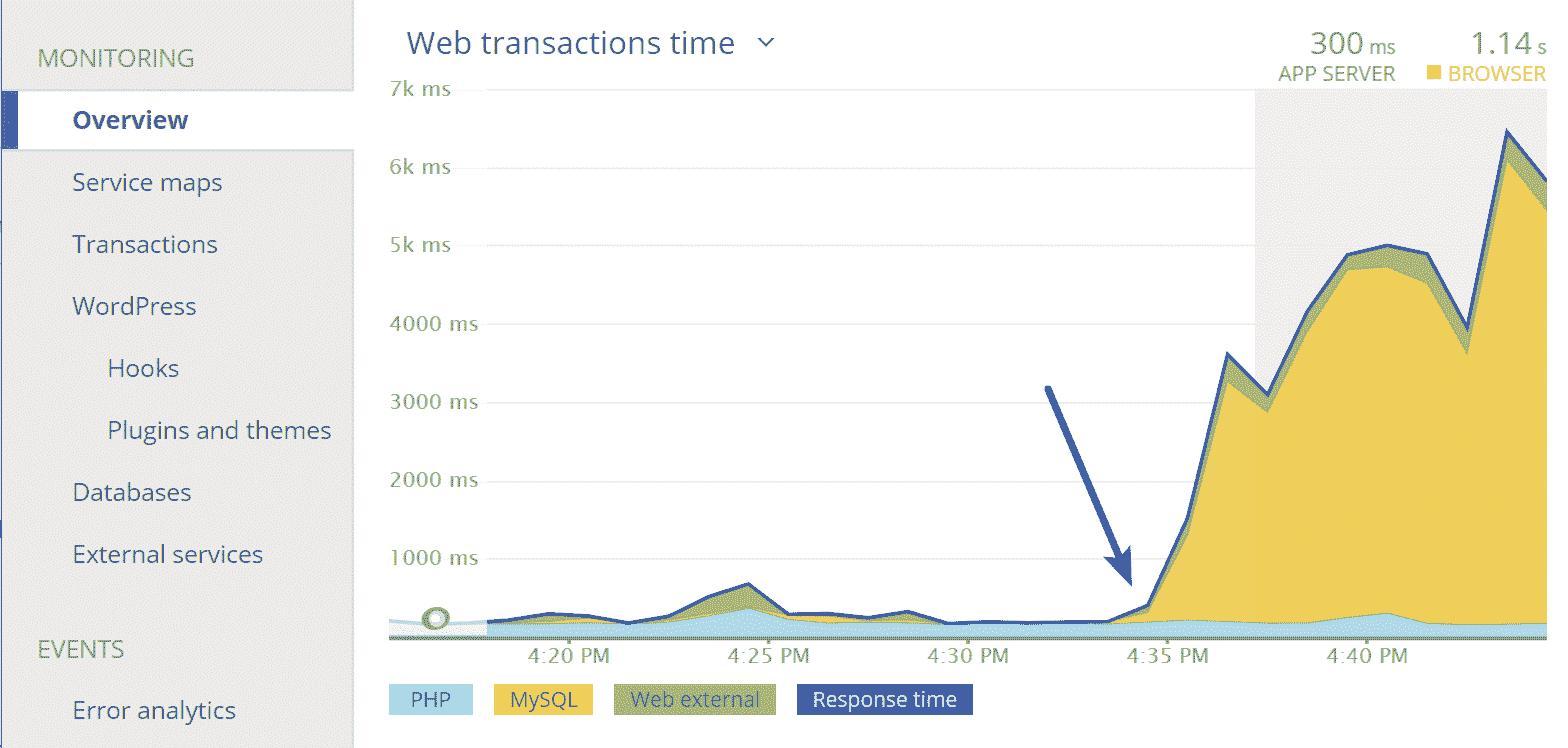 MONITORING
Overview
Service maps
Transactions
WordPress
Hooks
Plugins and themes
Databases
External services
EVENTS
Error analytics
Web transactions time
300 ms
APP SERVER
1.14 s
BROWSER
7k ms
6k ms
5k ms
4000 ms
3000 ms
2000 ms
1000 ms
4:20 PM 4:25 PM 4:30 PM 4:35 PM 4:40 PM
PHP MySQL Web external Response time